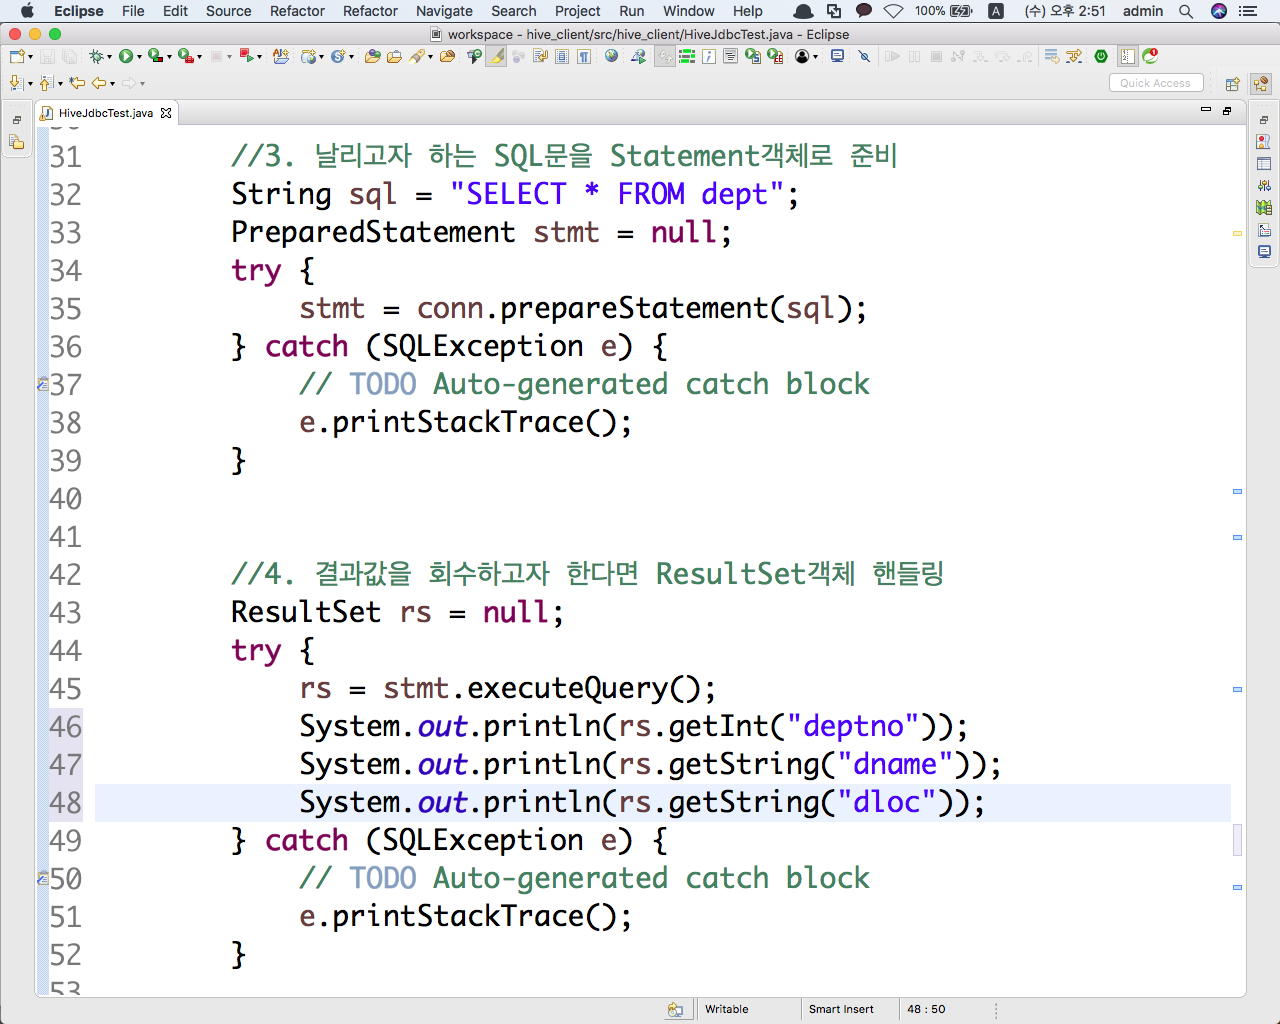 Eclipse File Edit Source Refactor Refactor Navigate Search Project Run Window Help 100% A (수) 오후 2:51 admin
workspace - hive_client/src/hive_client/HiveJdbcTest.java - Eclipse
Quick Access
HiveJdbcTest.java
31 //3. 날리고자 하는 SQL문을 Statement객체로 준비
32 String sql = "SELECT * FROM dept";
33 PreparedStatement stmt = null;
34 try {
35 stmt = conn.prepareStatement(sql);
36 } catch (SQLException e) {
37 // TODO Auto-generated catch block
38 e.printStackTrace();
39 }
40
41
42 //4. 결과값을 회수하고자 한다면 ResultSet객체 핸들링
43 ResultSet rs = null;
44 try {
45 rs = stmt.executeQuery();
46 System.out.println(rs.getInt("deptno"));
47 System.out.println(rs.getString("dname"));
48 System.out.println(rs.getString("dloc"));
49 } catch (SQLException e) {
50 // TODO Auto-generated catch block
51 e.printStackTrace();
52 }
53
Writable Smart Insert 48 : 50